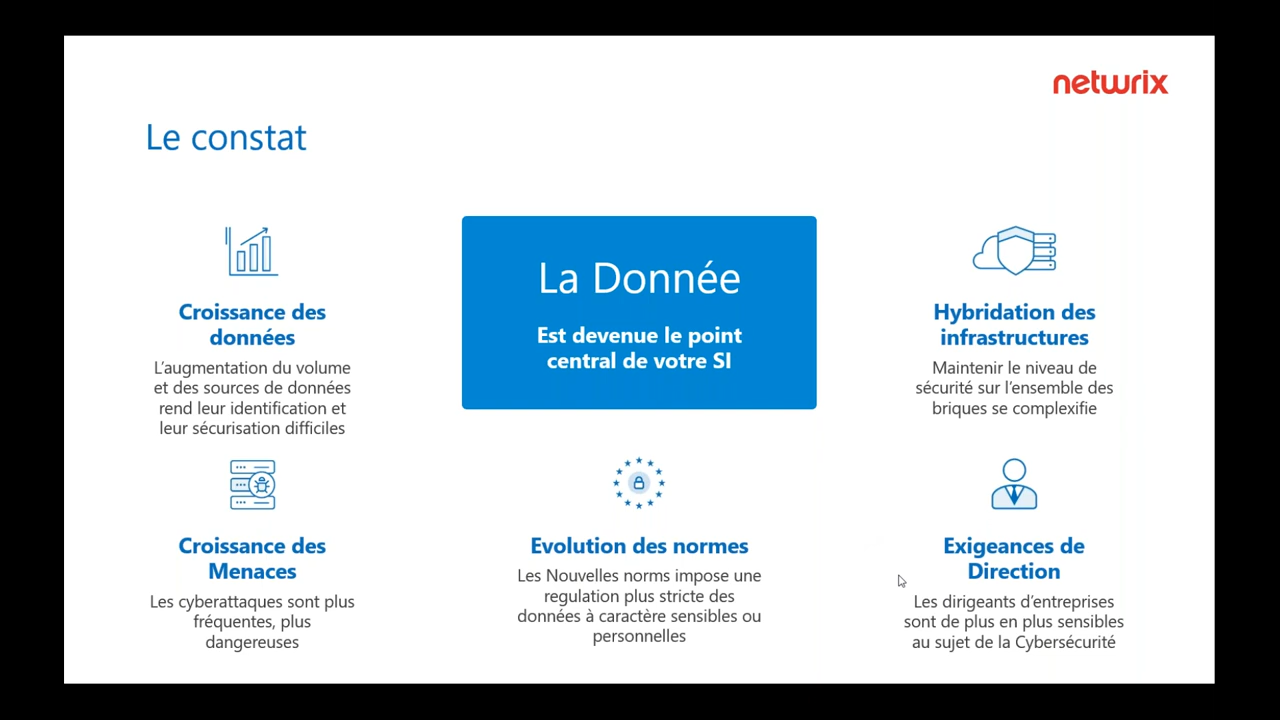 netwrix
Le constat
Croissance des
données
L'augmentation du volume
et des sources de données
rend leur identification et
leur sécurisation difficiles
La Donnée
Est devenue le point
central de votre SI
Hybridation des
infrastructures
Maintenir le niveau de
sécurité sur l'ensemble des
briques se complexifie
Croissance des
Menaces
Les cyberattaques sont plus
fréquentes, plus
dangereuses
Evolution des normes
Les Nouvelles norms impose une
regulation plus stricte des
données à caractère sensibles ou
personnelles
Exigeances de
Direction
Les dirigeants d'entreprises
sont de plus en plus sensibles
au sujet de la Cybersécurité